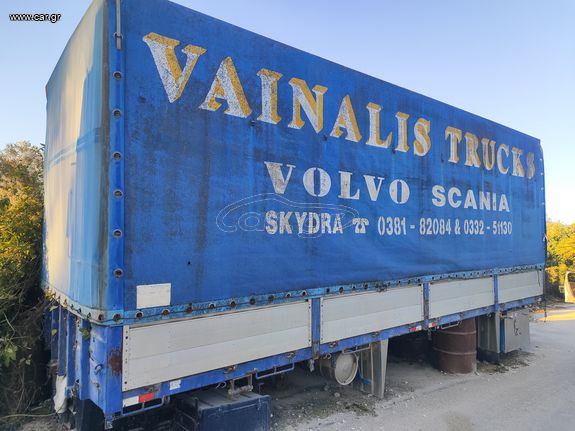 www.car.gr
VAINALIS TRUCKS
VOLVO SCANIA
SKYDRA ☎ 0381 - 82084 & 0332 - 51130